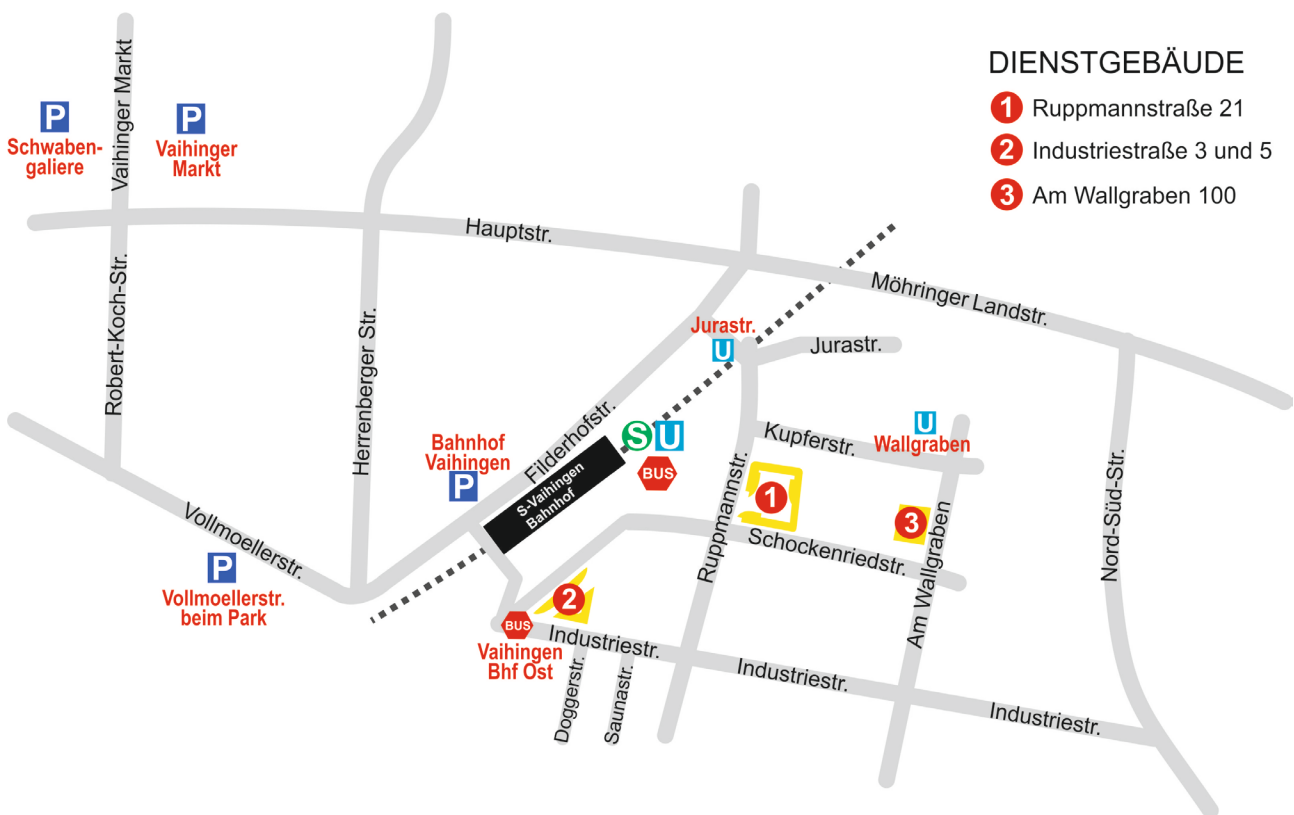 DIENSTGEBÄUDE
1 Ruppmannstraße 21
2 Industriestraße 3 und 5
3 Am Wallgraben 100
P
Schwaben-
galiere
Vaihinger Markt
P
Vaihinger
Markt
Hauptstr.
Möhringer Landstr.
Robert-Koch-Str.
Herrenberger Str.
Jurastr.
U
Jurastr.
Filderhofstr.
S U
BUS
Bahnhof
Vaihingen
P
S-Vaihingen
Bahnhof
Kupferstr.
U
Wallgraben
Ruppmannstr.
1
3
Schockenriedstr.
Am Wallgraben
Nord-Süd-Str.
Vollmoellerstr.
P
Vollmoellerstr.
beim Park
2
BUS
Vaihingen
Bhf Ost
Industriestr.
Industriestr.
Industriestr.
Doggerstr.
Saunastr.